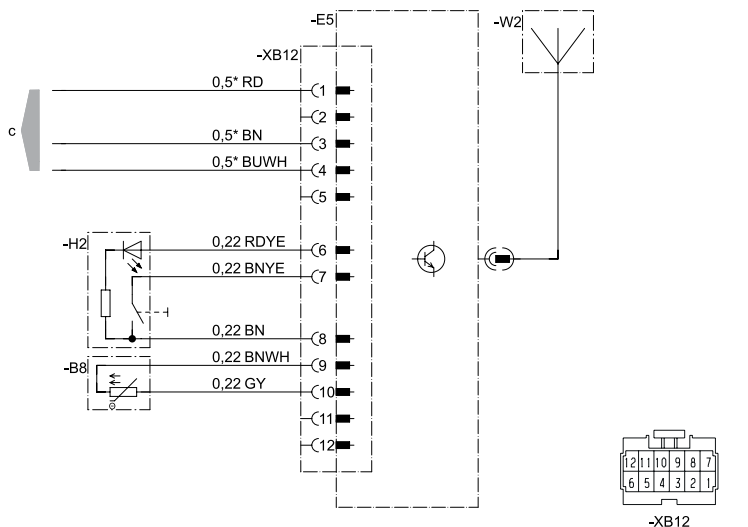 -E5
-W2
-XB12
0,5* RD
1
2
c
0,5* BN
3
0,5* BUWH
4
5
-H2
0,22 RDYE
6
0,22 BNYE
7
0,22 BN
8
-B8
0,22 BNWH
9
0,22 GY
10
11
12
12 11 10 9 8 7
6 5 4 3 2 1
-XB12